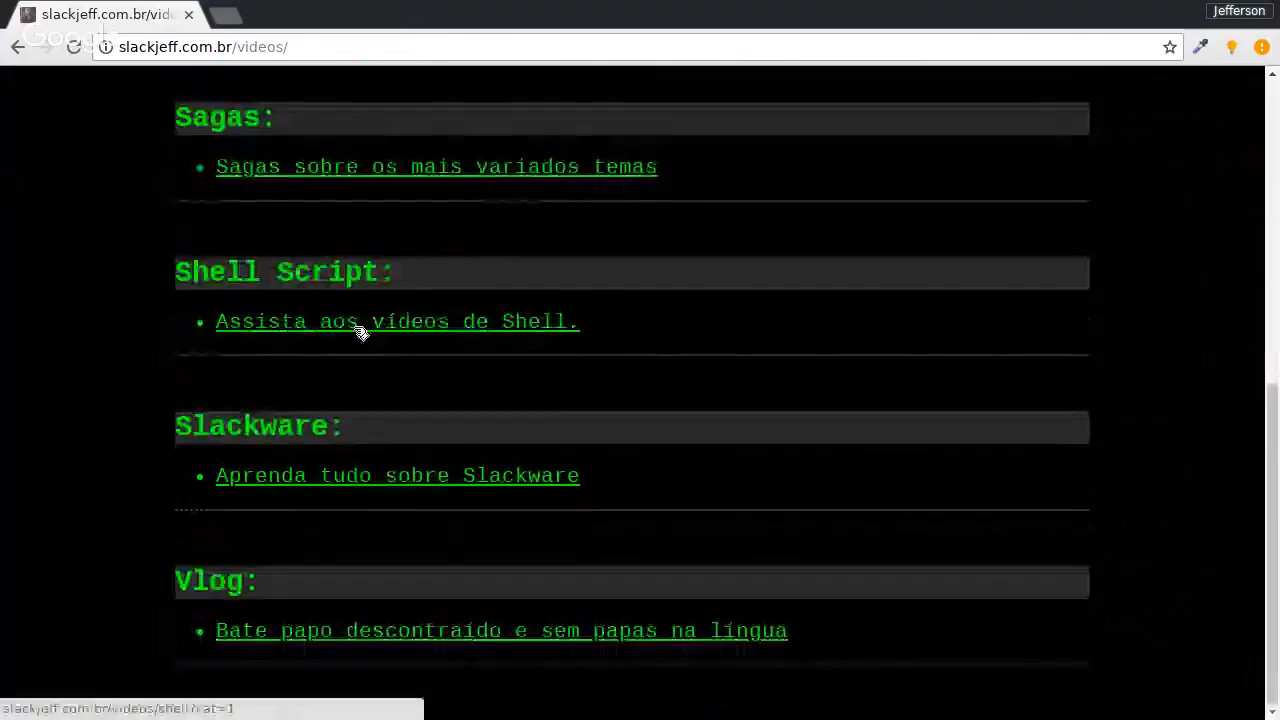 slackjeff.com.br/vid
Jefferson
Google
slackjeff.com.br/videos/
Sagas:
Sagas sobre os mais variados temas
Shell Script:
Assista aos vídeos de Shell.
Slackware:
Aprenda tudo sobre Slackware
Vlog:
Bate papo descontraído e sem papas na língua